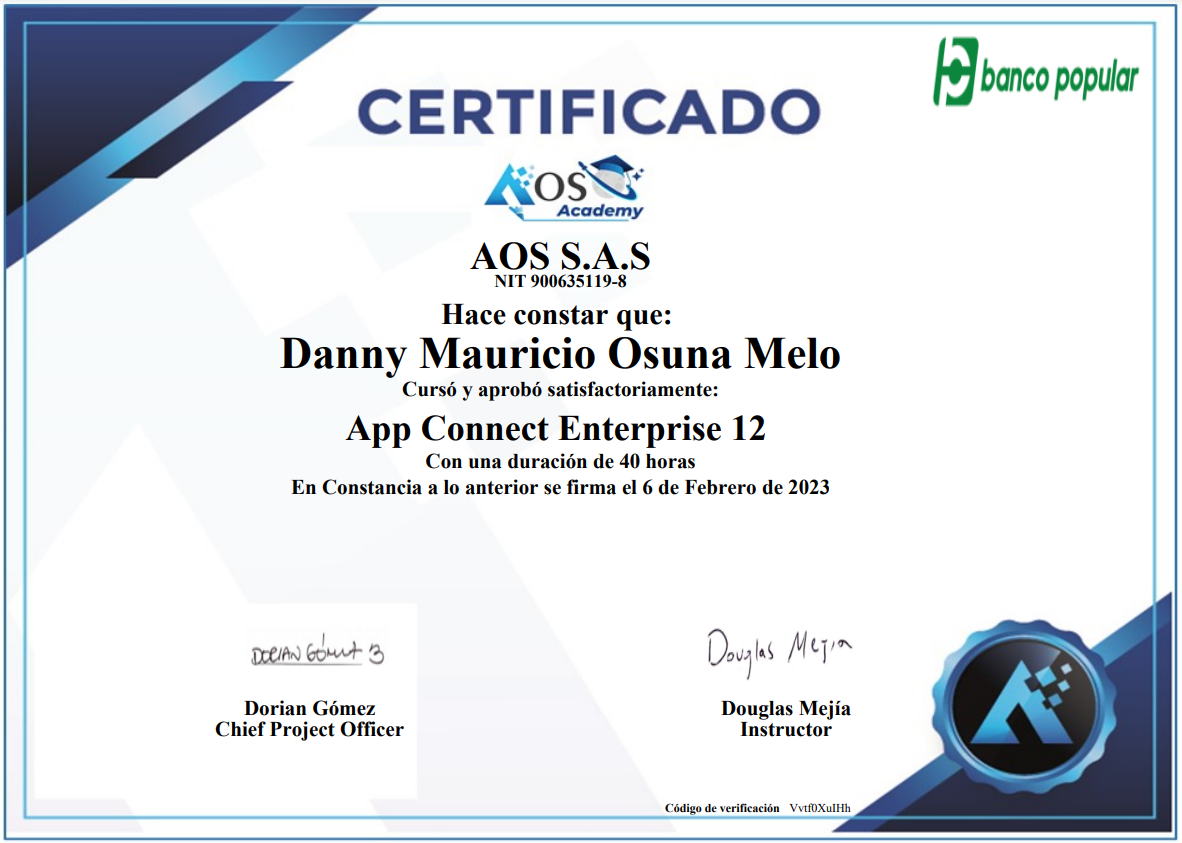 banco popular
CERTIFICADO
AOS
Academy
AOS S.A.S
NIT 900635119-8
Hace constar que:
Danny Mauricio Osuna Melo
Cursó y aprobó satisfactoriamente:
App Connect Enterprise 12
Con una duración de 40 horas
En Constancia a lo anterior se firma el 6 de Febrero de 2023
DORIAN GÓMEZ B
Douglas Mejía
Dorian Gómez
Chief Project Officer
Douglas Mejía
Instructor
Código de verificación Vvtf0XuIHh